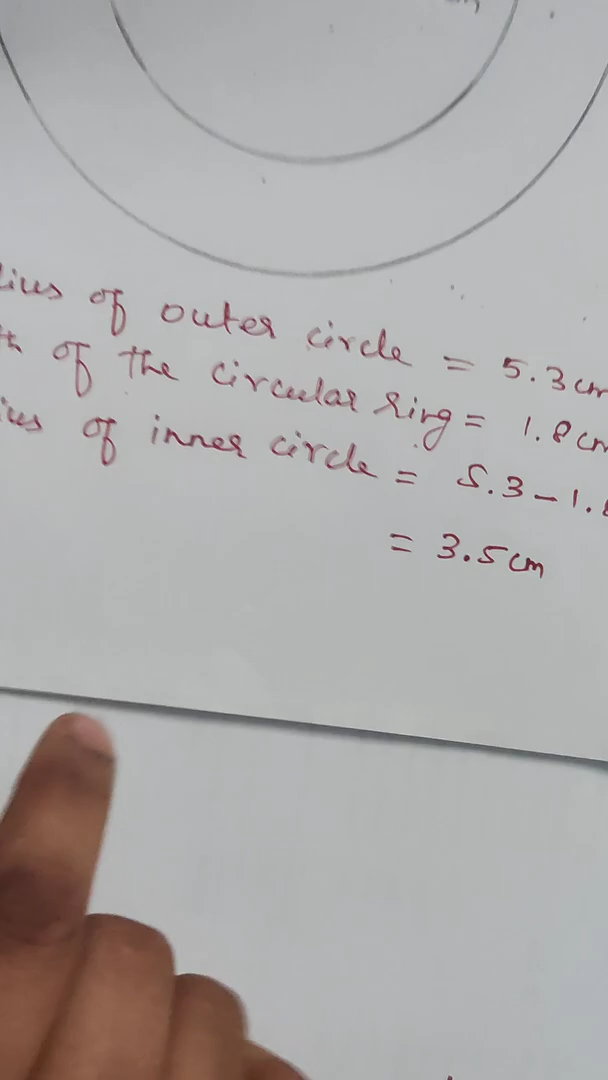 of outer circle = 5.3cm
of the circular ring = 1.8cm
of inner circle = 5.3-1.
= 3.5cm